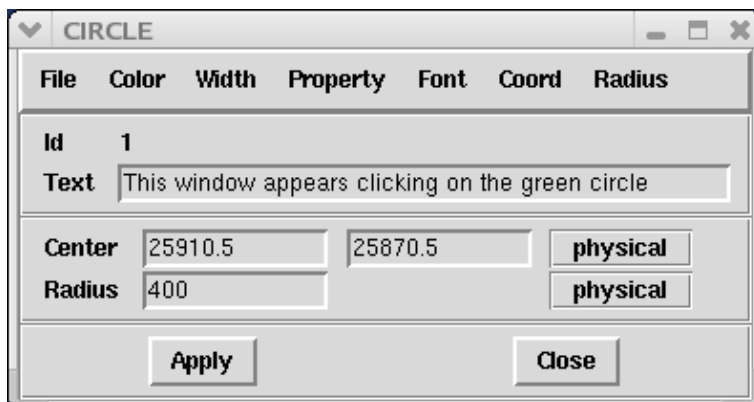 CIRCLE
File Color Width Property Font Coord Radius
Id 1
Text This window appears clicking on the green circle
Center 25910.5 25870.5 physical
Radius 400 physical
Apply Close